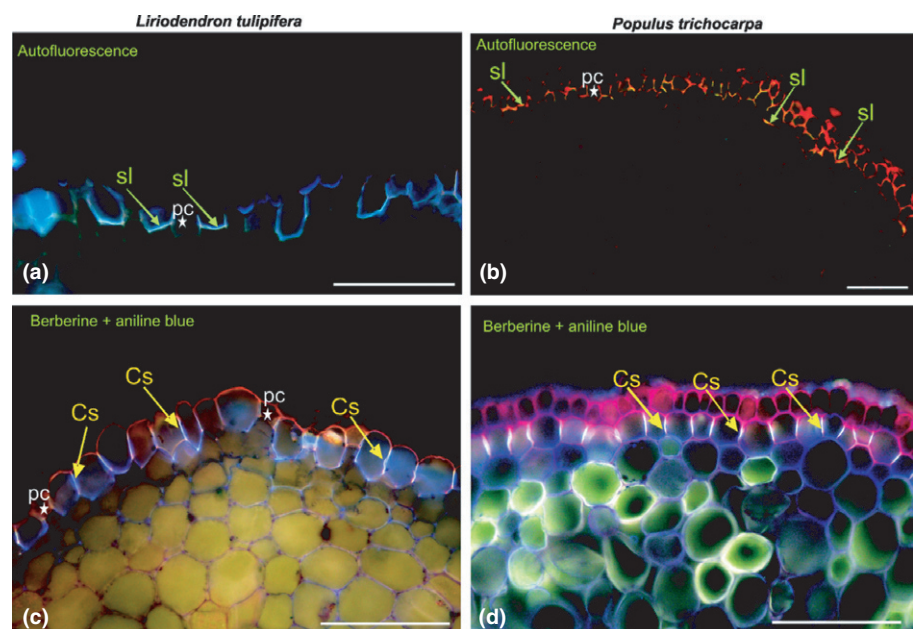 Liriodendron tulipifera
Populus trichocarpa
Autofluorescence
sl
sl
pc
(a)
Autofluorescence
sl
pc
sl
sl
(b)
Berberine + aniline blue
Cs
Cs
pc
Cs
pc
(c)
Berberine + aniline blue
Cs
Cs
Cs
(d)